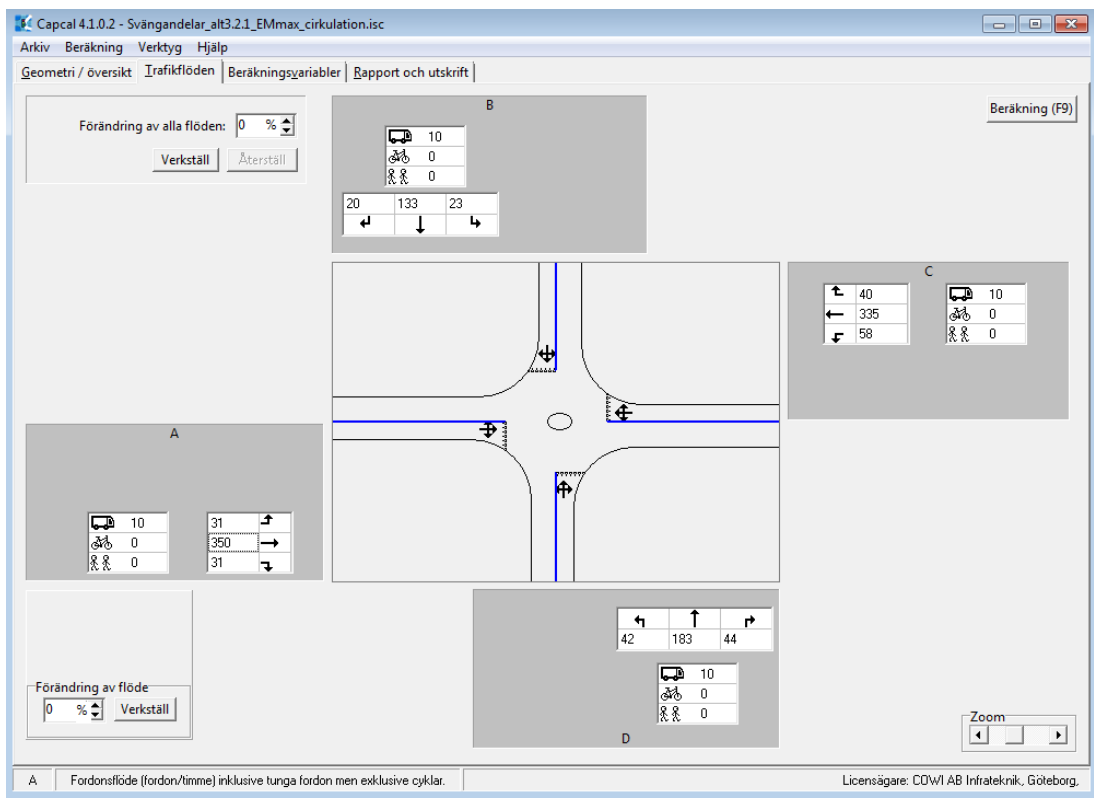 Capcal 4.1.0.2 - Svängandelar_alt3.2.1_EMmax_cirkulation.isc
Arkiv Beräkning Verktyg Hjälp
Geometri / översikt Trafikflöden Beräkningsvariabler Rapport och utskrift
Förändring av alla flöden: 0 %
Verkställ Återställ
B
10
0
0
20 133 23
Beräkning (F9)
C
40 10
335 0
58 0
A
31 10
350 0
31 0
42 183 44
10
0
0
D
Förändring av flöde
0 % Verkställ
Zoom
A Fordonsflöde (fordon/timme) inklusive tunga fordon men exklusive cyklar. Licensägare: COWI AB Infrateknik, Göteborg,